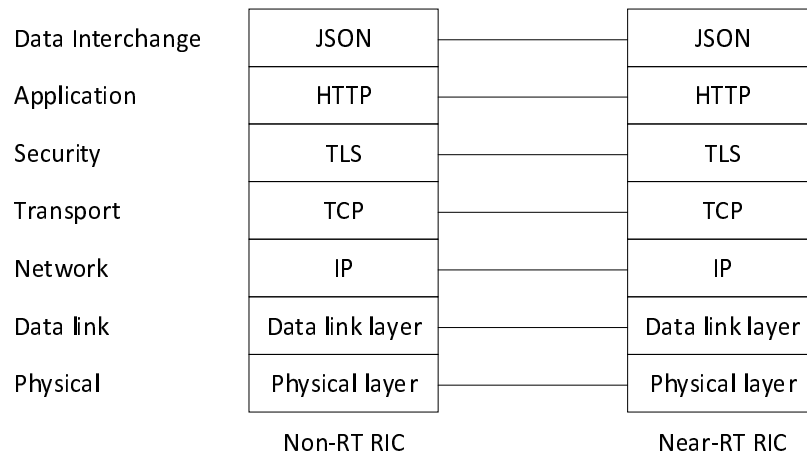 Data Interchange JSON JSON
Application HTTP HTTP
Security TLS TLS
Transport TCP TCP
Network IP IP
Data link Data link layer Data link layer
Physical Physical layer Physical layer
Non-RT RIC Near-RT RIC